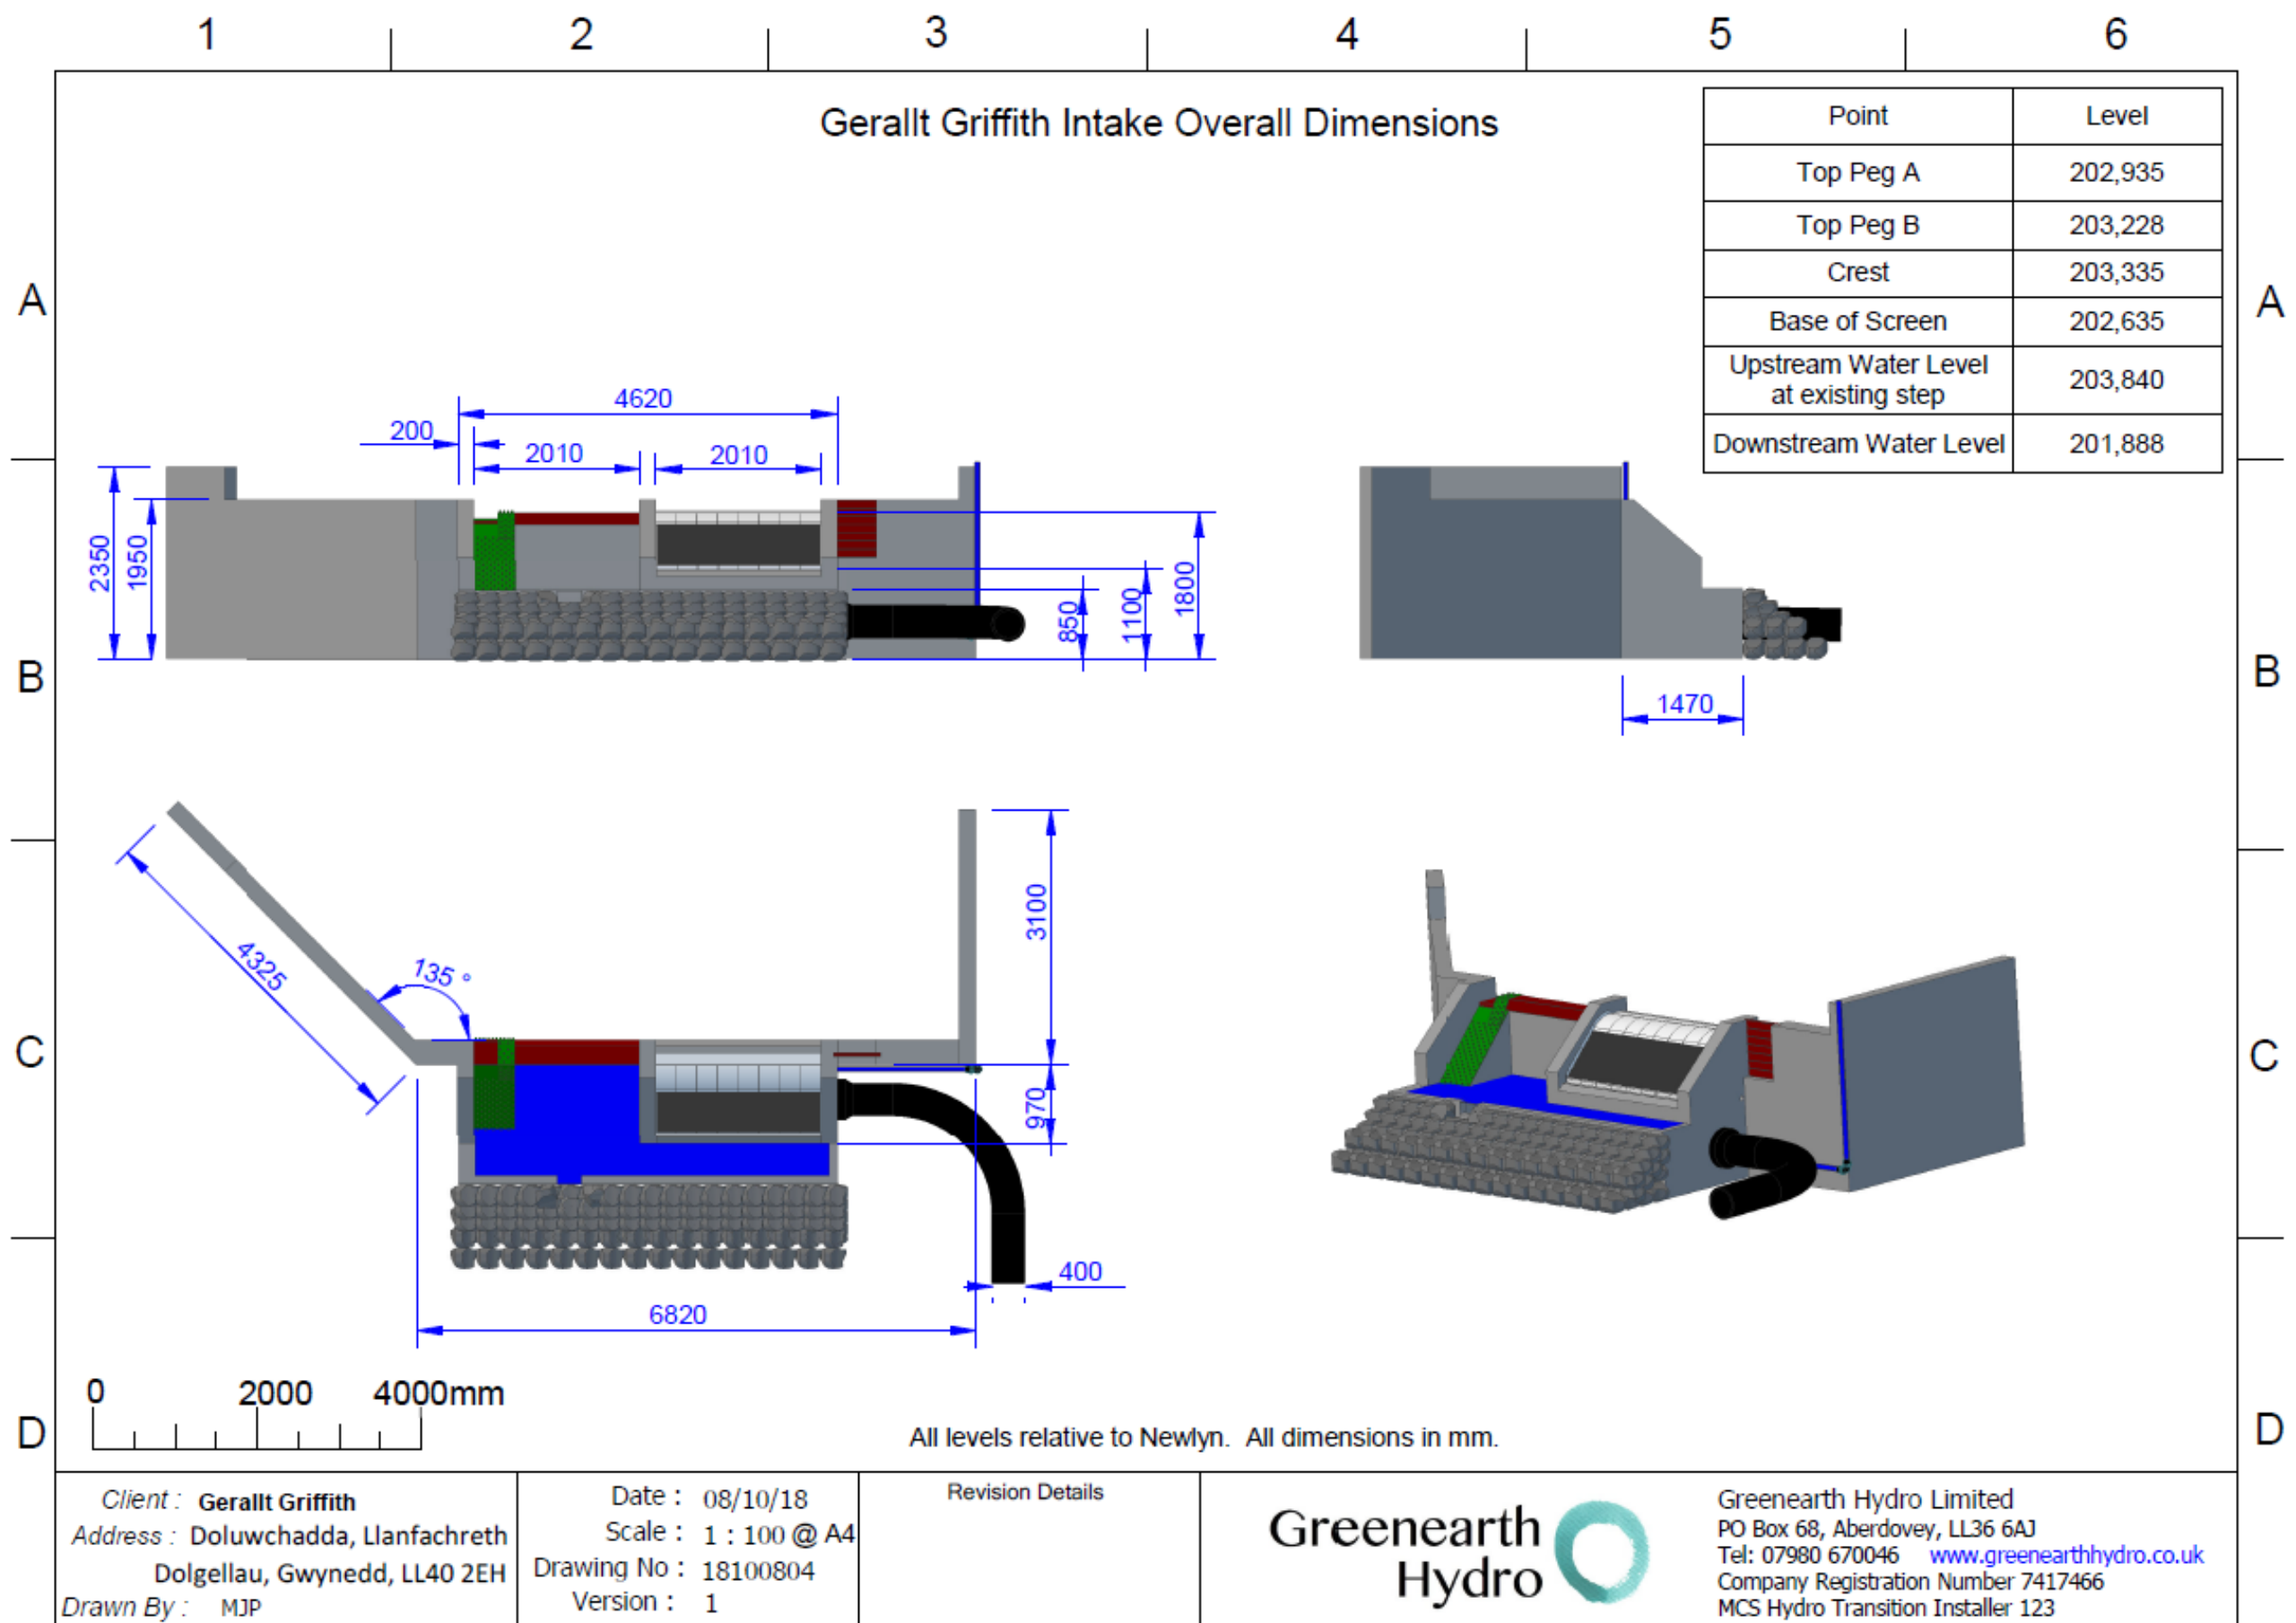 1 2 3 4 5 6
Gerallt Griffith Intake Overall Dimensions
Point Level
Top Peg A 202,935
Top Peg B 203,228
Crest 203,335
Base of Screen 202,635
Upstream Water Level
at existing step 203,840
Downstream Water Level 201,888
A A
4620
200
2010 2010
2350
1950
850
1100
1800
B B
1470
4325
135 °
3100
970
C C
400
6820
0 2000 4000mm
D D
All levels relative to Newlyn. All dimensions in mm.
Client : Gerallt Griffith
Address : Doluwchadda, Llanfachreth
Dolgellau, Gwynedd, LL40 2EH
Drawn By : MJP
Date : 08/10/18
Scale : 1 : 100 @ A4
Drawing No : 18100804
Version : 1
Revision Details
Greenearth
Hydro
Greenearth Hydro Limited
PO Box 68, Aberdovey, LL36 6AJ
Tel: 07980 670046 www.greenearthhydro.co.uk
Company Registration Number 7417466
MCS Hydro Transition Installer 123